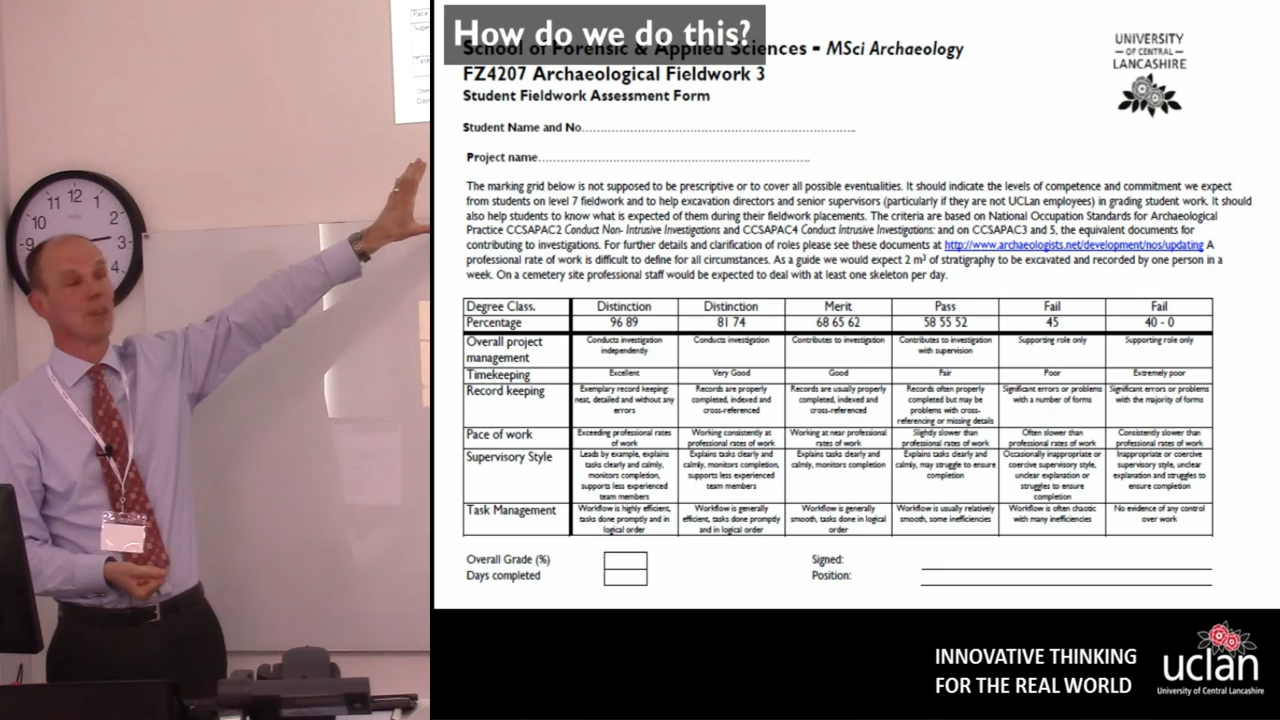 How do we do this?
School of Forensic & Applied Sciences - MSci Archaeology
FZ4207 Archaeological Fieldwork 3
Student Fieldwork Assessment Form
UNIVERSITY
— OF CENTRAL —
LANCASHIRE
Student Name and No
Project name
The marking grid below is not supposed to be prescriptive or to cover all possible eventualities. It should indicate the levels of competence and commitment we expect
from students on level 7 fieldwork and to help excavation directors and senior supervisors (particularly if they are not UCLan employees) in grading student work. It should
also help students to know what is expected of them during their fieldwork placements. The criteria are based on National Occupation Standards for Archaeological
Practice CCSAPAC2 Conduct Non- Intrusive Investigations and CCSAPAC4 Conduct Intrusive Investigations: and on CCSAPAC3 and 5, the equivalent documents for
contributing to investigations. For further details and clarification of roles please see these documents at http://www.archaeologists.net/development/nos/updating A
professional rate of work is difficult to define for all circumstances. As a guide we would expect 2 m³ of stratigraphy to be excavated and recorded by one person in a
week. On a cemetery site professional staff would be expected to deal with at least one skeleton per day.
Degree Class. Distinction Distinction Merit Pass Fail Fail
Percentage 96 89 81 74 68 65 62 58 55 52 45 40 - 0
Overall project Conducts investigation Conducts investigation Contributes to investigation Contributes to investigation Supporting role only Supporting role only
management independently with supervision
Timekeeping Excellent Very Good Good Fair Poor Extremely poor
Record keeping Exemplary record keeping: Records are properly Records are usually properly Records often properly Significant errors or problems Significant errors or problems
neat, detailed and without any completed, indexed and completed, indexed and completed but may be with a number of forms with the majority of forms
errors cross-referenced cross-referenced problems with cross-
referencing or missing details
Pace of work Exceeding professional rates Working consistently at Working at near professional Slightly slower than Often slower than Consistently slower than
of work professional rates of work rates of work professional rates of work professional rates of work professional rates of work
Supervisory Style Leads by example, explains Explains tasks clearly and Explains tasks clearly and Explains tasks clearly and Occasionally inappropriate or Inappropriate or coercive
tasks clearly and calmly, calmly, monitors completion, calmly, monitors completion calmly, may struggle to ensure coercive supervisory style, supervisory style, unclear
monitors completion, supports less experienced completion unclear explanation or explanation and struggles to
supports less experienced team members struggles to ensure ensure completion
team members completion
Task Management Workflow is highly efficient, Workflow is generally Workflow is generally Workflow is usually relatively Workflow is often chaotic No evidence of any control
tasks done promptly and in efficient, tasks done promptly smooth, tasks done in logical smooth, some inefficiencies with many inefficiencies over work
logical order and in logical order order
Overall Grade (%) Signed:
Days completed Position:
INNOVATIVE THINKING
FOR THE REAL WORLD
uclan
University of Central Lancashire
11 12 1
10 2
9 3
4